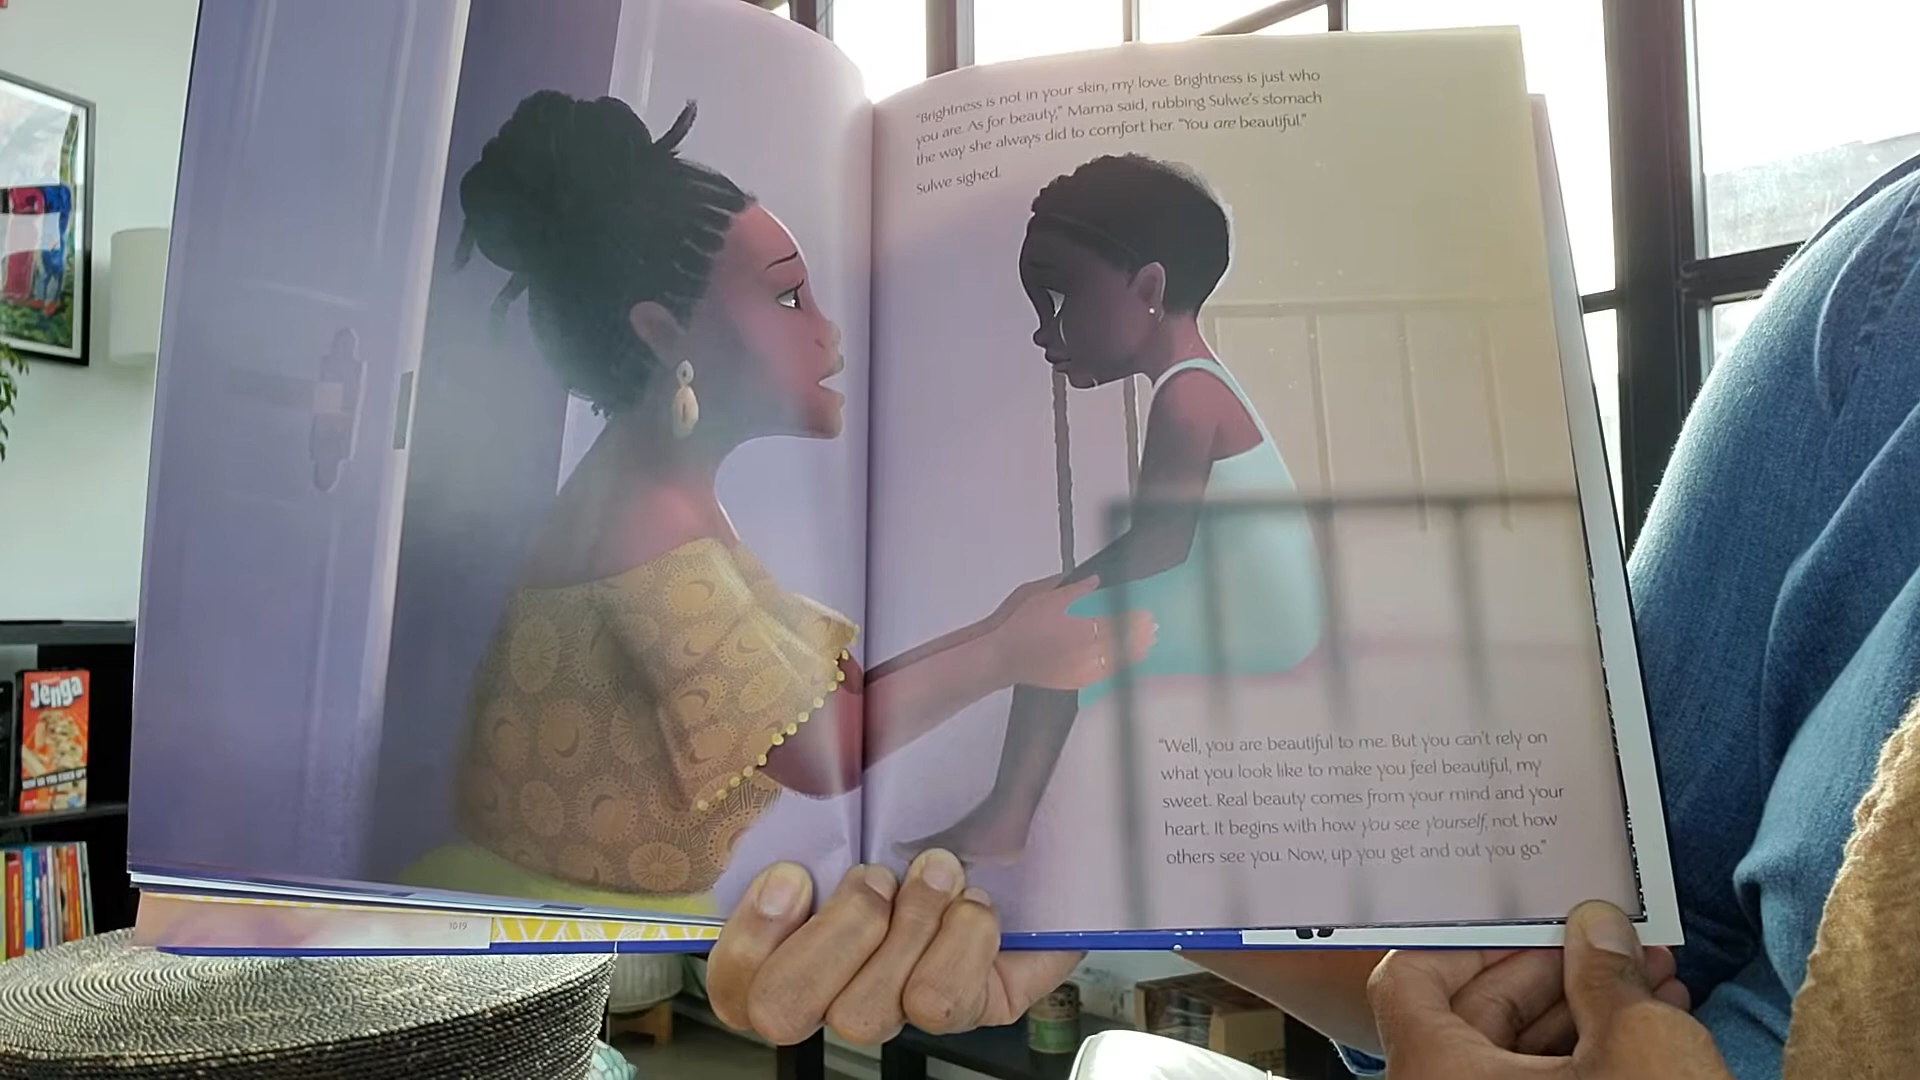 "Brightness is not in your skin, my love. Brightness is just who
you are. As for beauty," Mama said, rubbing Sulwe's stomach
the way she always did to comfort her. "You are beautiful."
Sulwe sighed.
"Well, you are beautiful to me. But you can't rely on
what you look like to make you feel beautiful, my
sweet. Real beauty comes from your mind and your
heart. It begins with how you see yourself, not how
others see you. Now, up you get and out you go."
Jenga
1019